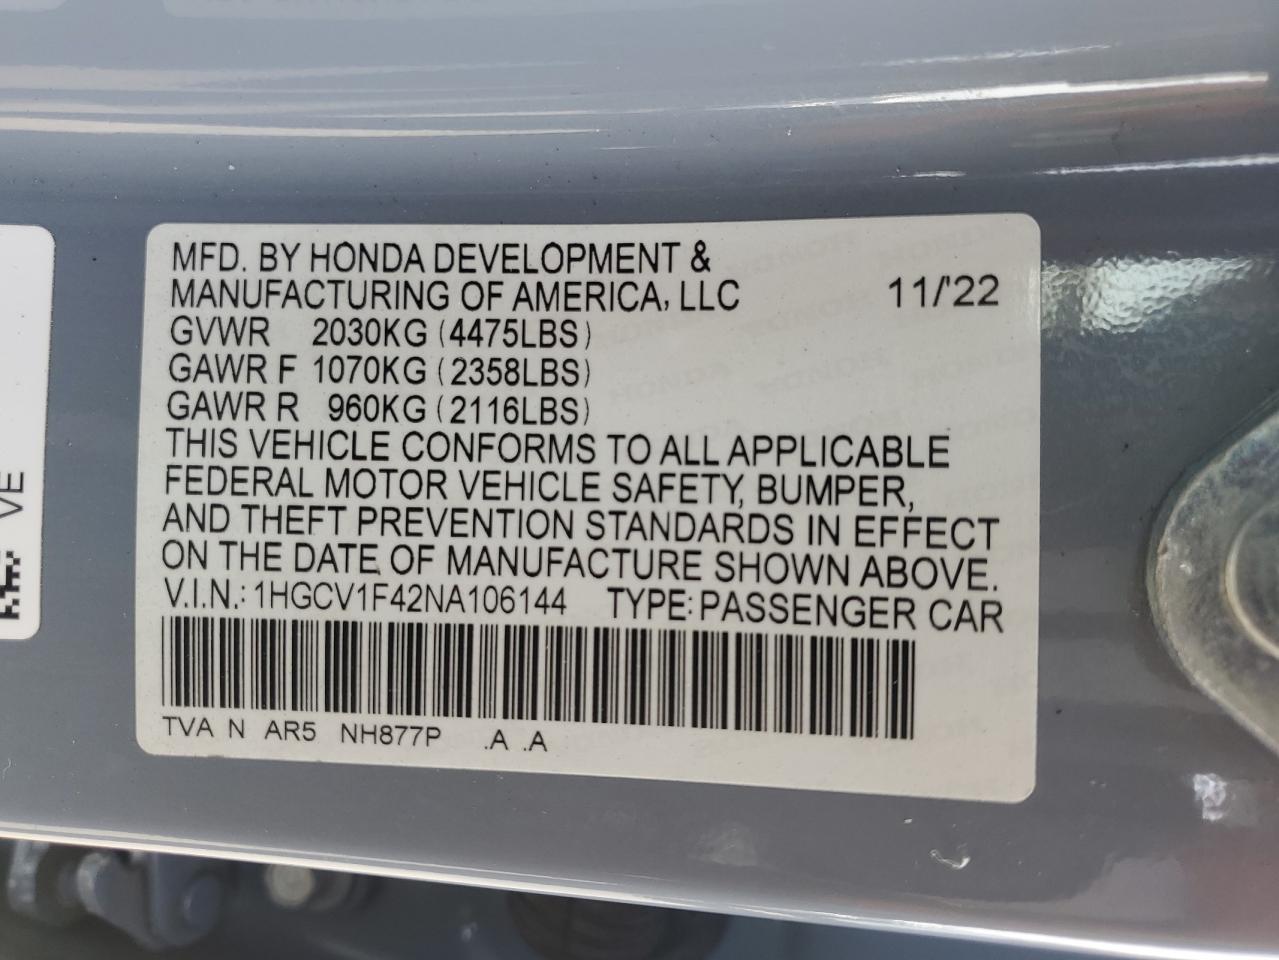 MFD. BY HONDA DEVELOPMENT &
MANUFACTURING OF AMERICA, LLC 11/'22
GVWR 2030KG (4475LBS)
GAWR F 1070KG (2358LBS)
GAWR R 960KG (2116LBS)
THIS VEHICLE CONFORMS TO ALL APPLICABLE
FEDERAL MOTOR VEHICLE SAFETY, BUMPER,
AND THEFT PREVENTION STANDARDS IN EFFECT
ON THE DATE OF MANUFACTURE SHOWN ABOVE.
V.I.N.: 1HGCV1F42NA106144 TYPE: PASSENGER CAR
TVA N AR5 NH877P .A .A
VE